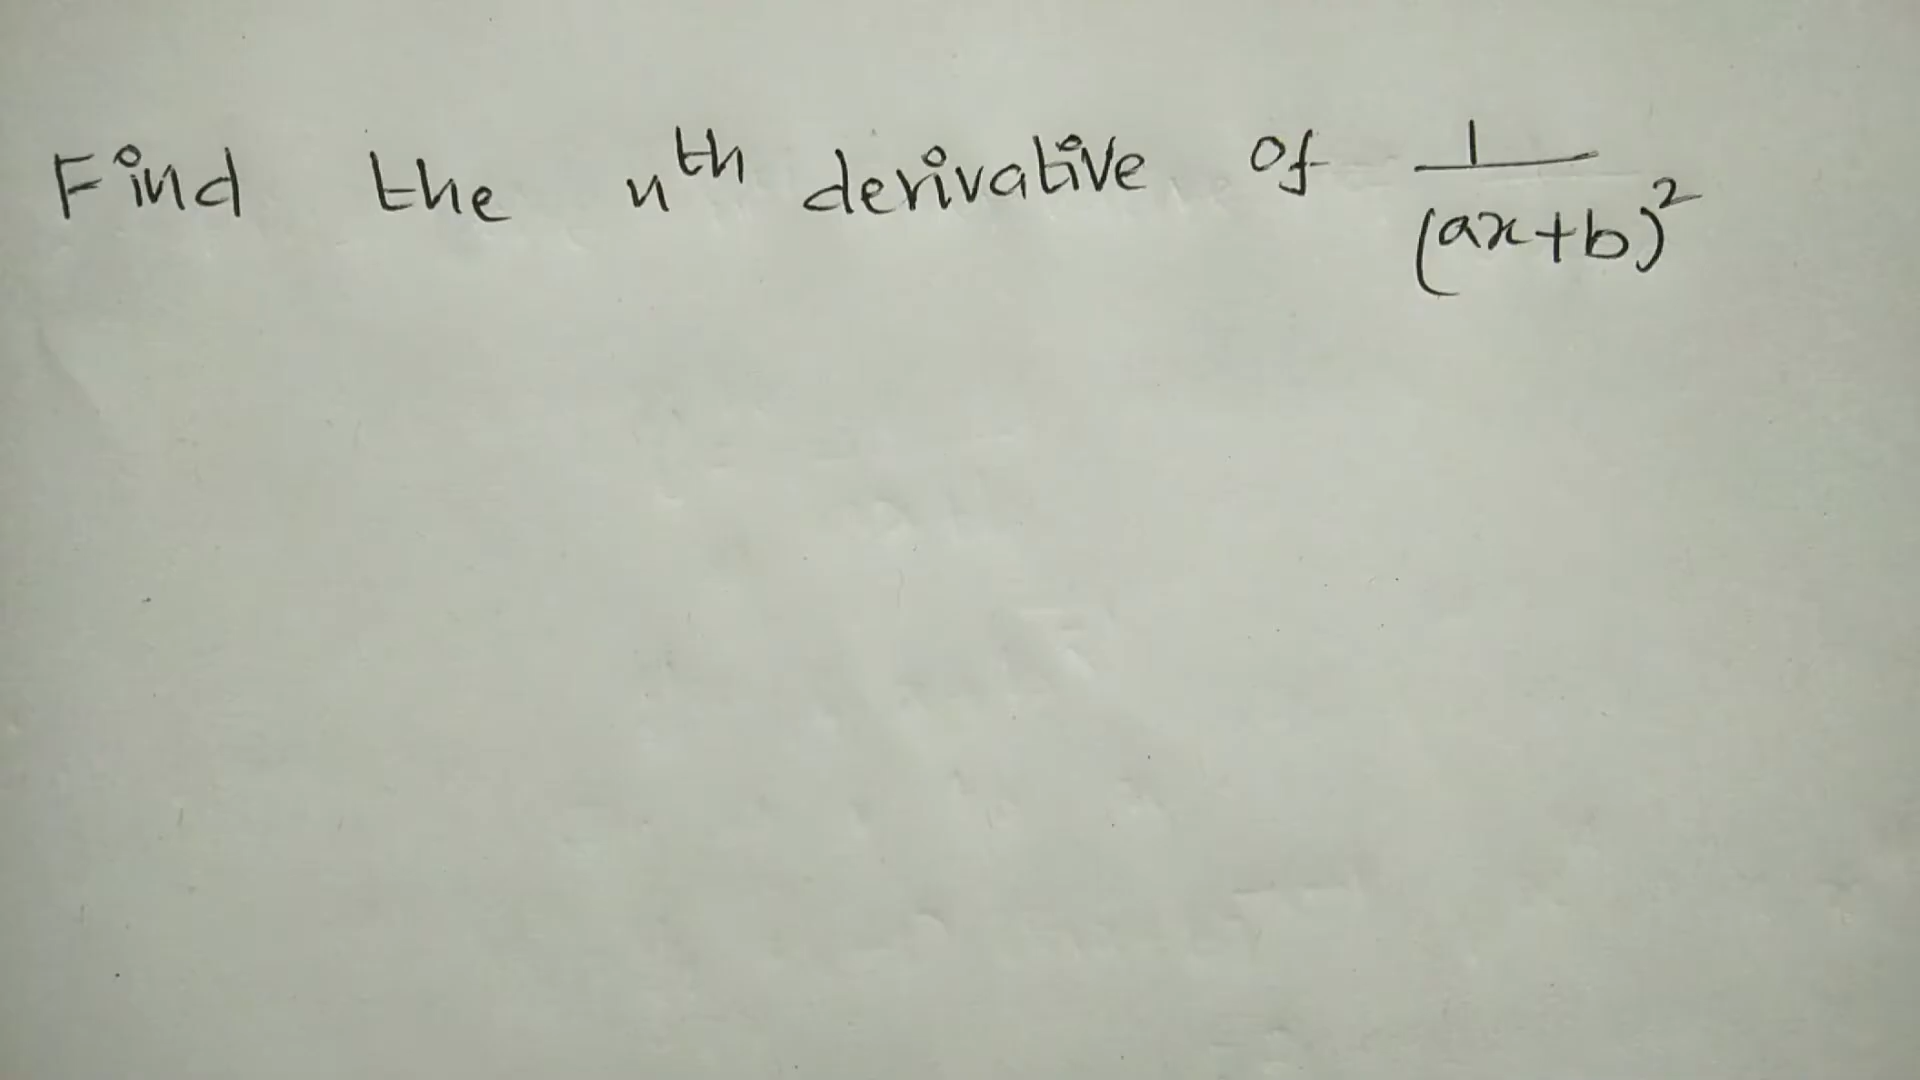 Find the nth derivative of 1/(ax+b)²